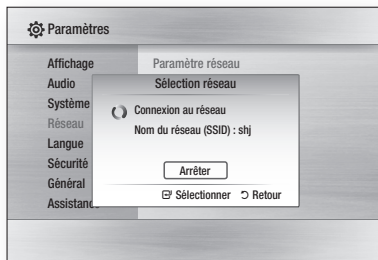 Paramètres
Affichage
Paramètre réseau
Audio
Sélection réseau
Système
Connexion au réseau
Nom du réseau (SSID) : shj
Réseau
Langue
Sécurité
Arrêter
Général
Sélectionner Retour
Assistance